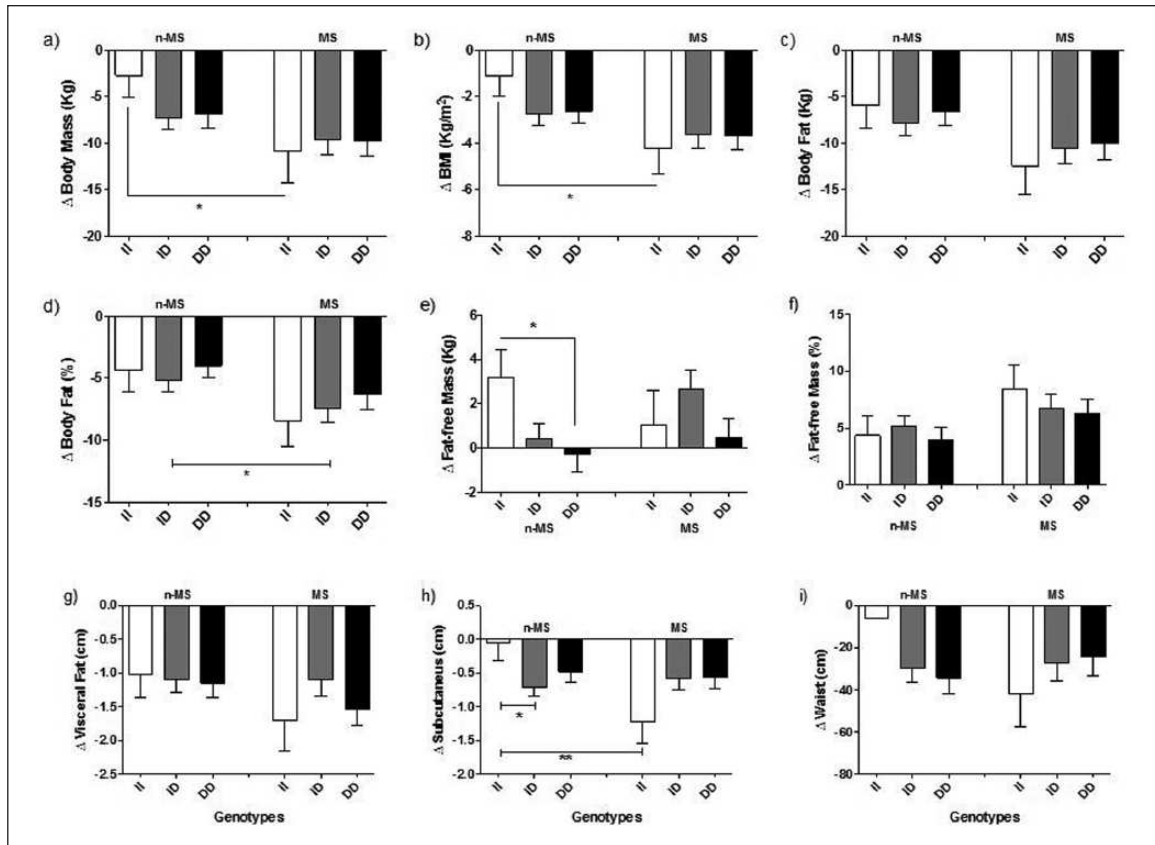 a)
n-MS
MS
Δ Body Mass (Kg)
0
-5
-10
-15
-20
*
II
ID
DD
II
ID
DD
b)
n-MS
MS
Δ BMI (Kg/m²)
0
-2
-4
-6
-8
*
II
ID
DD
II
ID
DD
c)
n-MS
MS
Δ Body Fat (Kg)
0
-5
-10
-15
-20
II
ID
DD
II
ID
DD
d)
n-MS
MS
Δ Body Fat (%)
0
-5
-10
-15
*
II
ID
DD
II
ID
DD
e)
Δ Fat-free Mass (Kg)
6
4
2
0
-2
*
II
ID
DD
II
ID
DD
n-MS
MS
f)
Δ Fat-free Mass (%)
15
10
5
0
II
ID
DD
II
ID
DD
n-MS
MS
g)
n-MS
MS
Δ Visceral Fat (cm)
0.0
-0.5
-1.0
-1.5
-2.0
-2.5
II
ID
DD
II
ID
DD
Genotypes
h)
n-MS
MS
Δ Subcutaneus (cm)
0.5
0.0
-0.5
-1.0
-1.5
-2.0
*
**
II
ID
DD
II
ID
DD
Genotypes
i)
n-MS
MS
Δ Waist (cm)
0
-20
-40
-60
-80
II
ID
DD
II
ID
DD
Genotypes